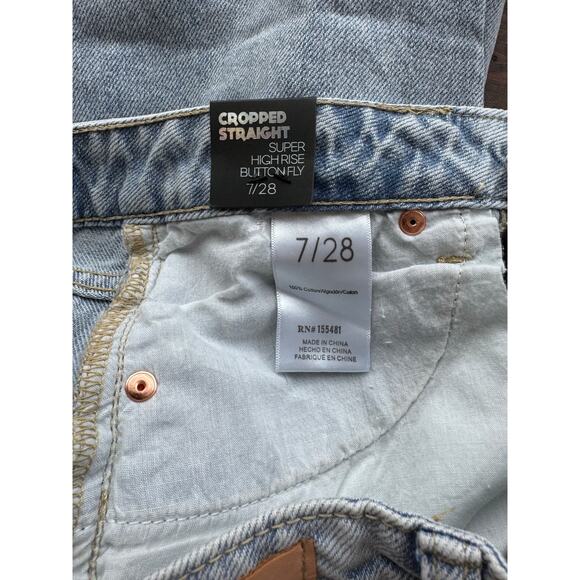 CROPPED
STRAIGHT
SUPER
HIGH RISE
BUTTON FLY
7/28
7/28
100% Cotton/Algodón/Coton
RN# 155481
MADE IN CHINA
HECHO EN CHINA
FABRIQUÉ EN CHINE